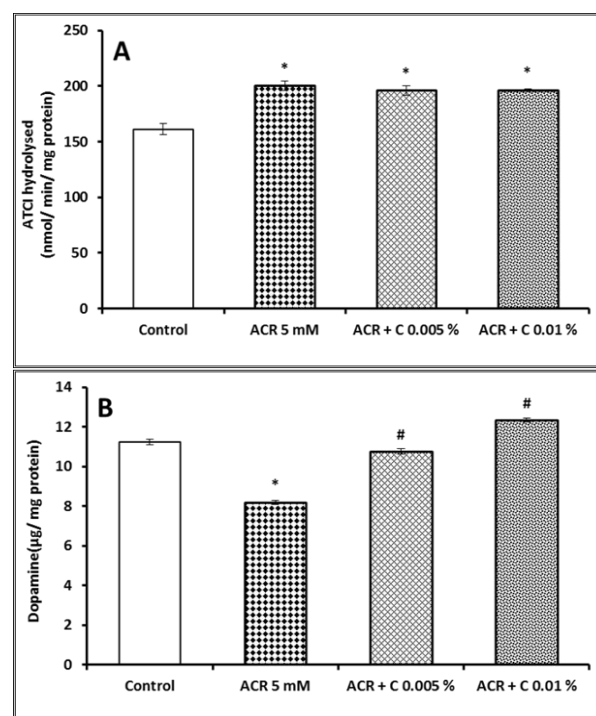 A
ATCI hydrolysed
(nmol/ min/ mg protein)
250
200
150
100
50
0
*
*
*
Control
ACR 5 mM
ACR + C 0.005 %
ACR + C 0.01 %
B
Dopamine(µg/ mg protein)
14
12
10
8
6
4
2
0
*
#
#
Control
ACR 5 mM
ACR + C 0.005 %
ACR + C 0.01 %